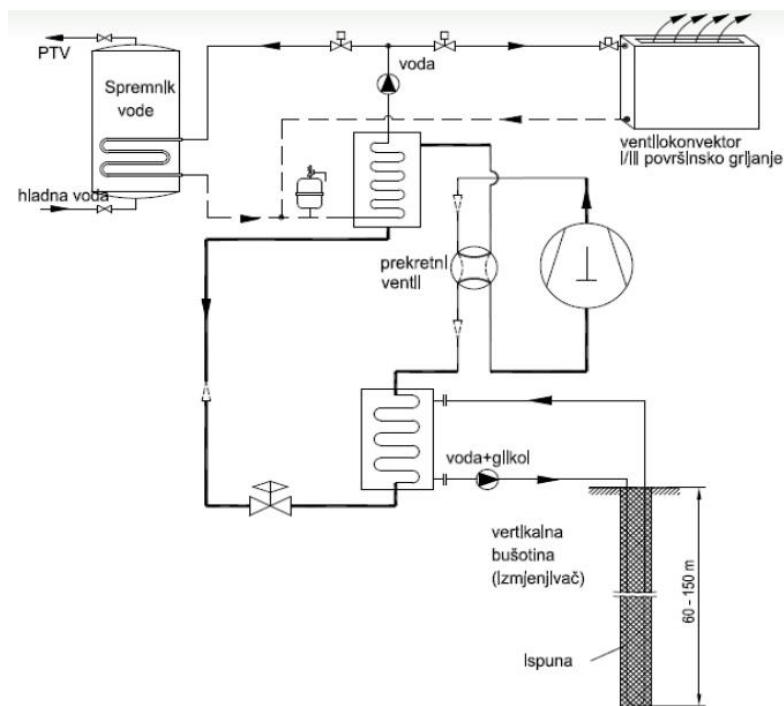 PTV
Spremnik
vode
hladna voda
voda
ventilokonvektor
i/ili površinsko grijanje
prekretni
ventil
voda+glikol
vertikalna
bušotina
(izmjenjivač)
60 - 150 m
Ispuna